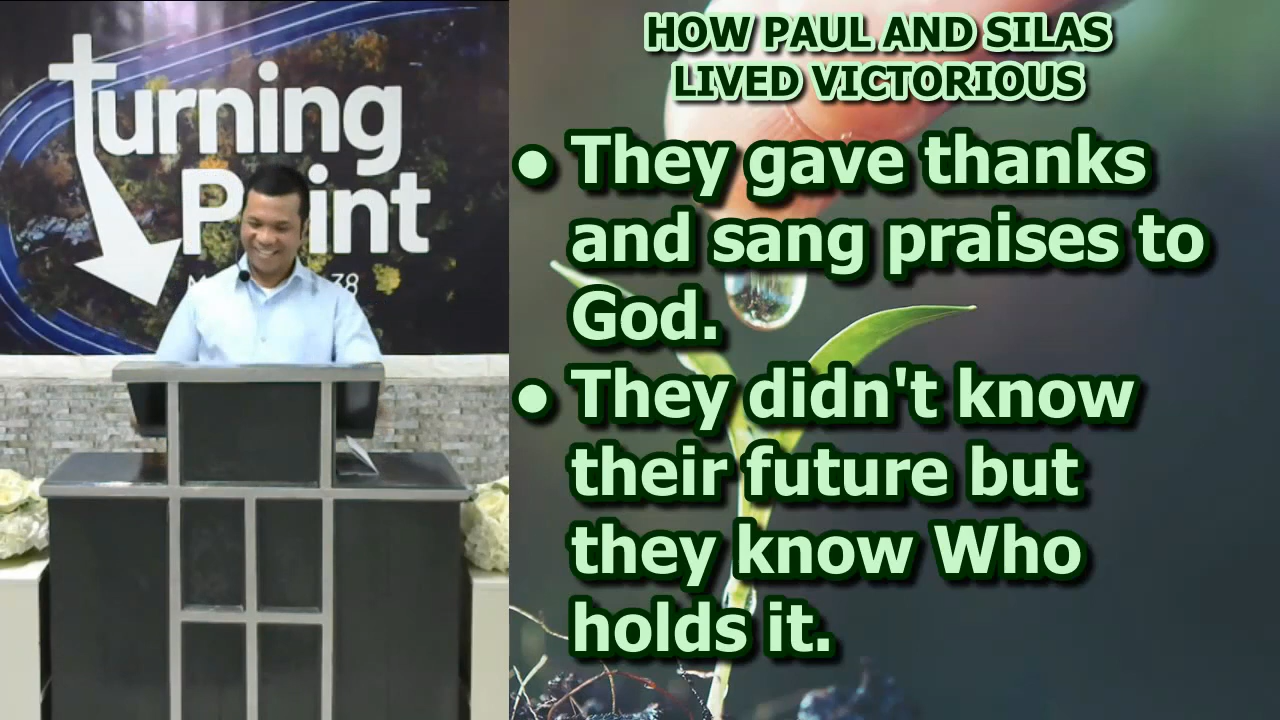 turning
Point
38
HOW PAUL AND SILAS
LIVED VICTORIOUS
● They gave thanks
and sang praises to
God.
● They didn't know
their future but
they know Who
holds it.